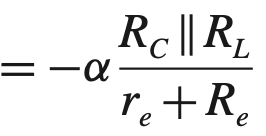 = −α (R_C ∥ R_L) / (r_e + R_e)